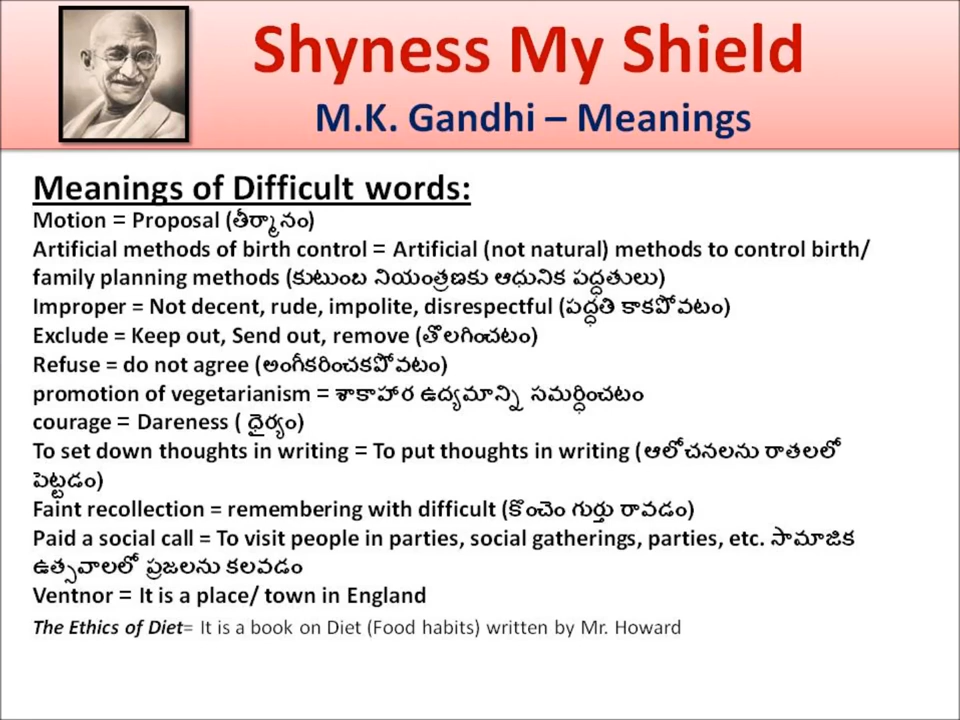 Shyness My Shield
M.K. Gandhi – Meanings
Meanings of Difficult words:
Motion = Proposal (తీర్మానం)
Artificial methods of birth control = Artificial (not natural) methods to control birth/
family planning methods (కుటుంబ నియంత్రణకు ఆధునిక పద్ధతులు)
Improper = Not decent, rude, impolite, disrespectful (పద్ధతి కాకపోవటం)
Exclude = Keep out, Send out, remove (తొలగించటం)
Refuse = do not agree (అంగీకరించకపోవటం)
promotion of vegetarianism = శాకాహార ఉద్యమాన్ని సమర్ధించటం
courage = Dareness ( ధైర్యం)
To set down thoughts in writing = To put thoughts in writing (ఆలోచనలను రాతలలో
పెట్టడం)
Faint recollection = remembering with difficult (కొంచెం గుర్తు రావడం)
Paid a social call = To visit people in parties, social gatherings, parties, etc. సామాజిక
ఉత్సవాలలో ప్రజలను కలవడం
Ventnor = It is a place/ town in England
The Ethics of Diet= It is a book on Diet (Food habits) written by Mr. Howard